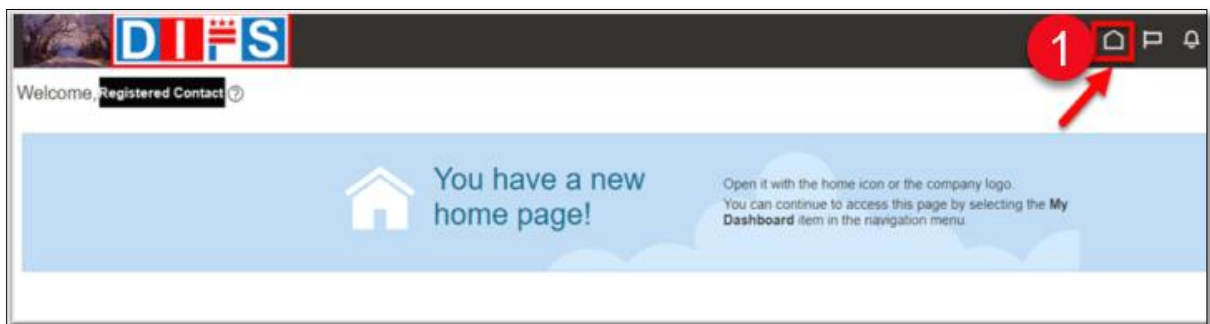 DIFS
1
Welcome, Registered Contact ?
You have a new
home page!
Open it with the home icon or the company logo.
You can continue to access this page by selecting the My
Dashboard item in the navigation menu.